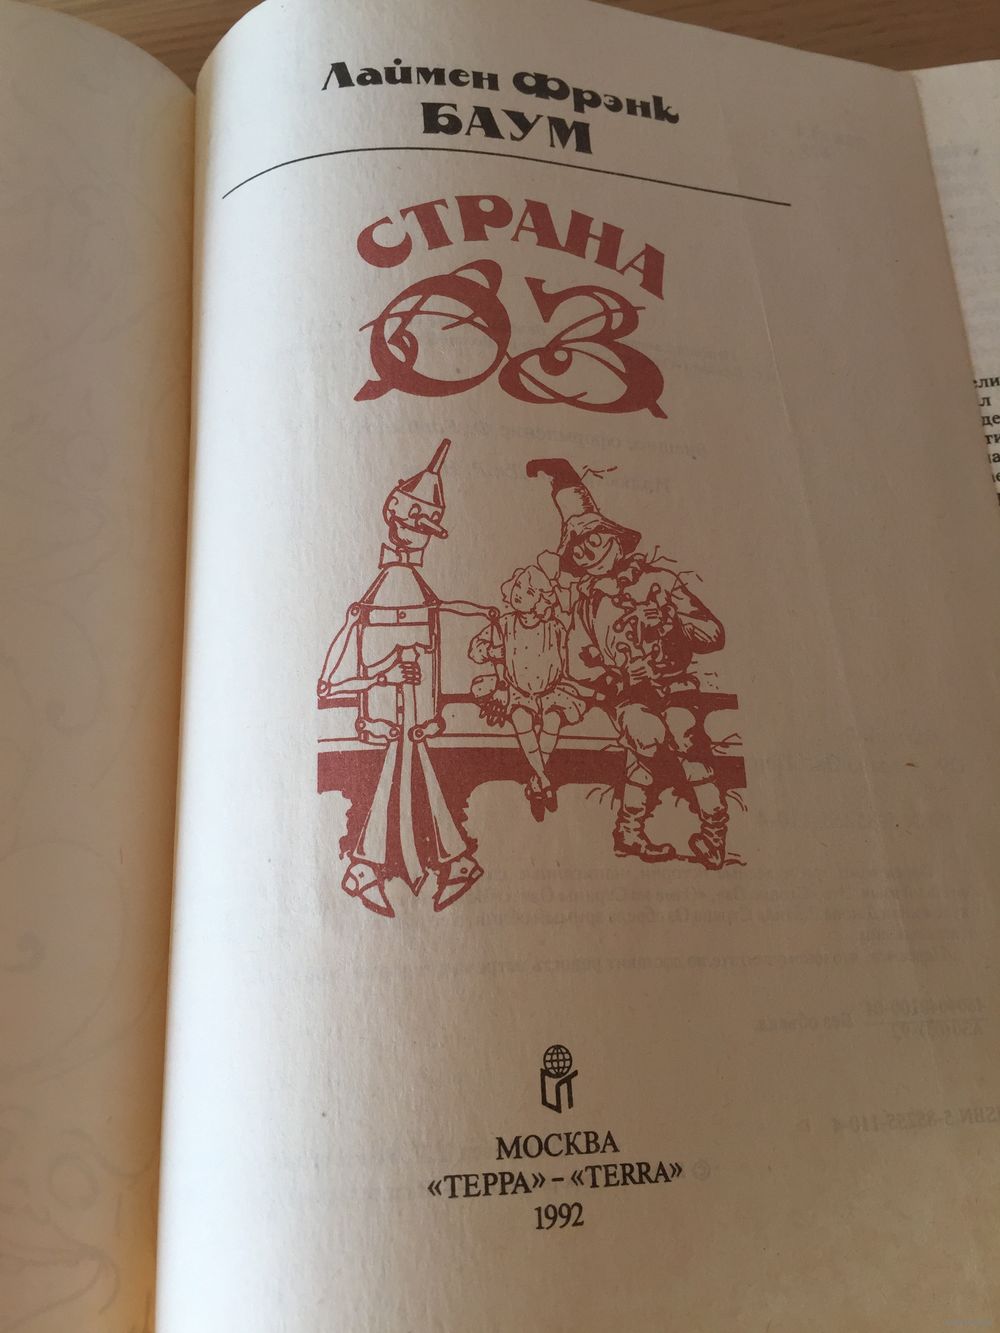 Лаймен Фрэнк
БАУМ
СТРАНА
ОЗ
МОСКВА
«ТЕРРА» – «TERRA»
1992